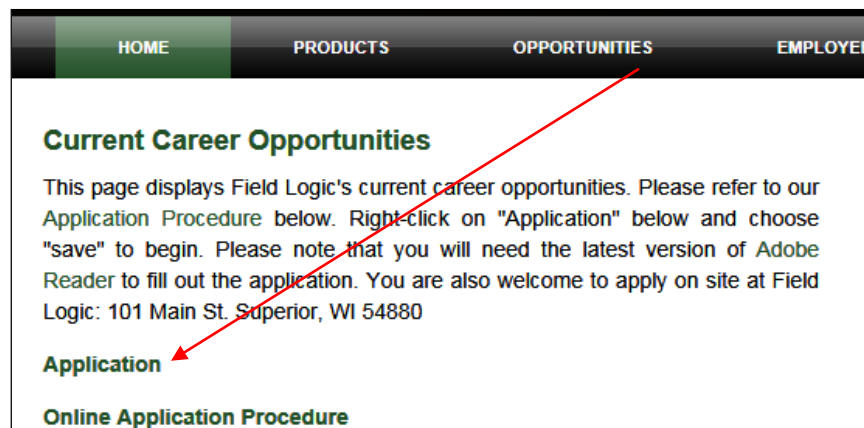 HOME PRODUCTS OPPORTUNITIES EMPLOYE
Current Career Opportunities
This page displays Field Logic's current career opportunities. Please refer to our
Application Procedure below. Right-click on "Application" below and choose
"save" to begin. Please note that you will need the latest version of Adobe
Reader to fill out the application. You are also welcome to apply on site at Field
Logic: 101 Main St. Superior, WI 54880
Application
Online Application Procedure